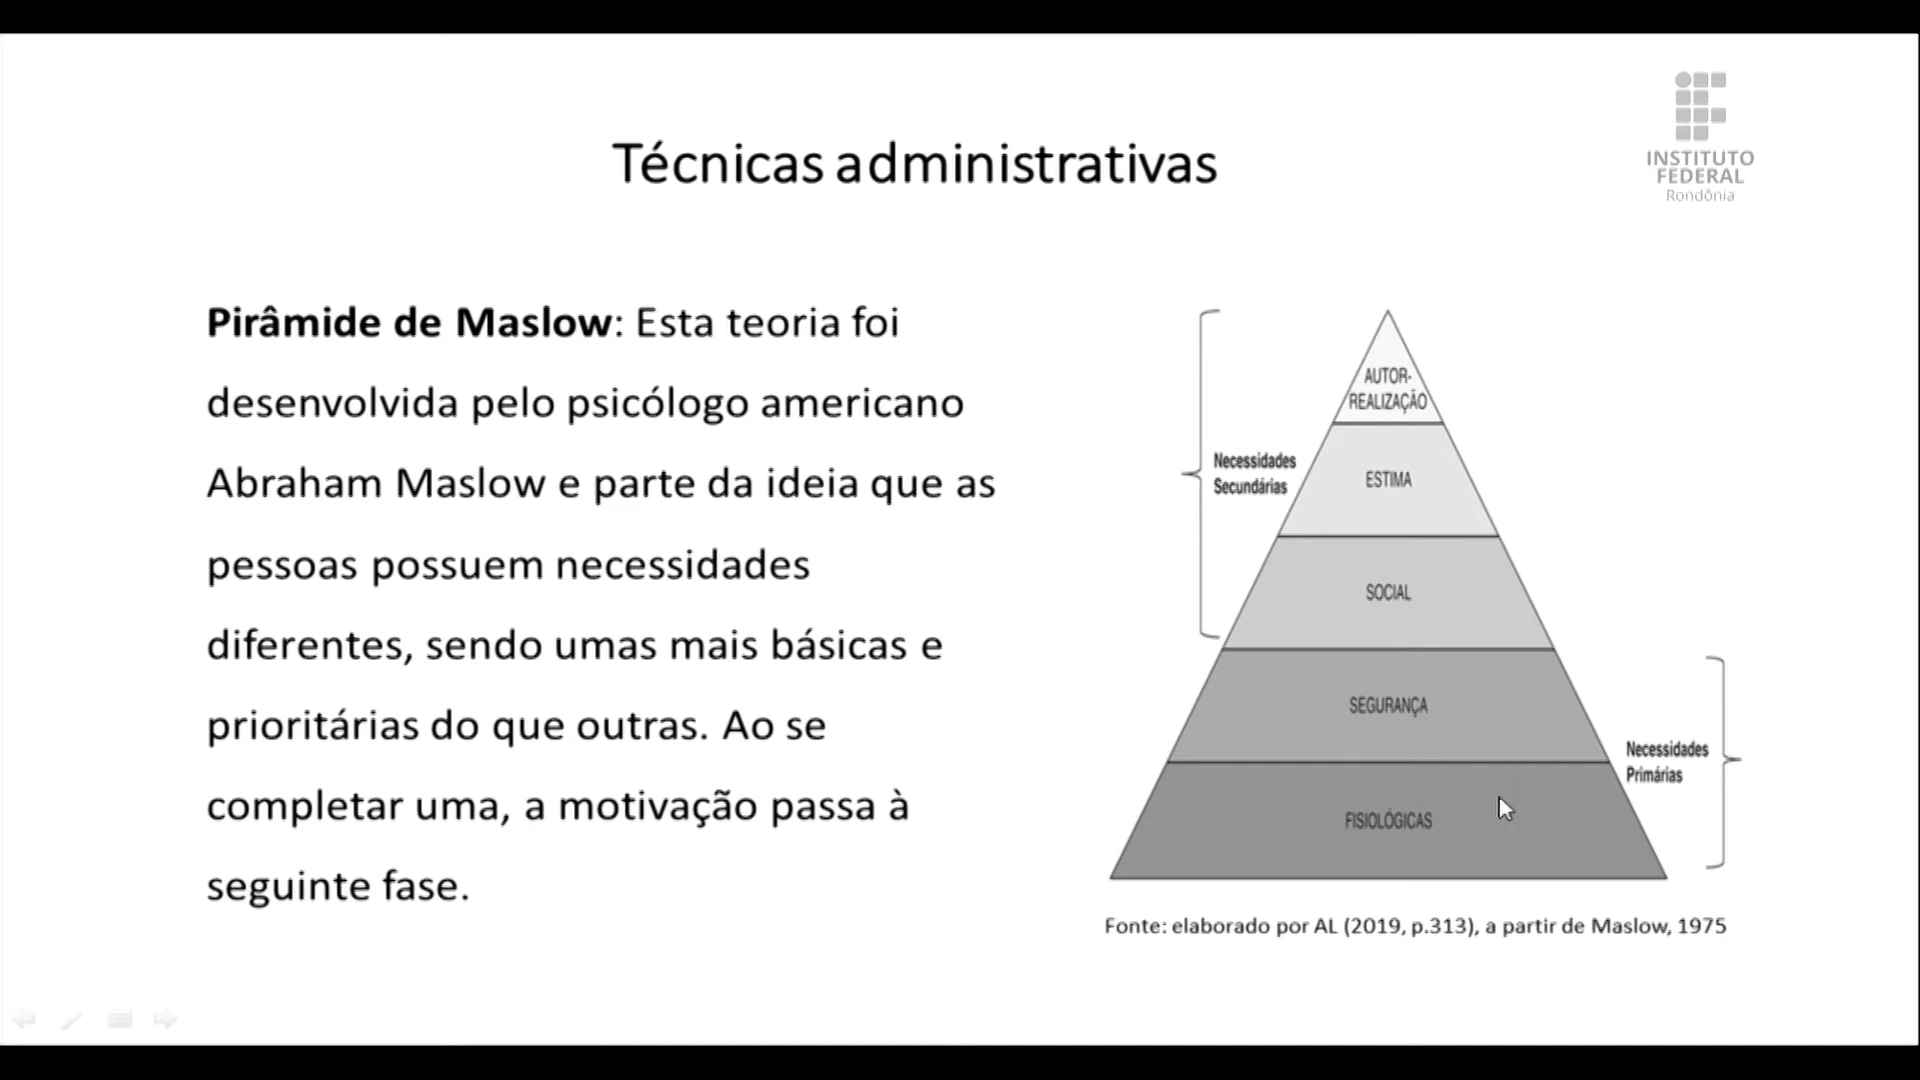 INSTITUTO
FEDERAL
Rondônia
Técnicas administrativas
Pirâmide de Maslow: Esta teoria foi
desenvolvida pelo psicólogo americano
Abraham Maslow e parte da ideia que as
pessoas possuem necessidades
diferentes, sendo umas mais básicas e
prioritárias do que outras. Ao se
completar uma, a motivação passa à
seguinte fase.
AUTOR-
REALIZAÇÃO
Necessidades
Secundárias
ESTIMA
SOCIAL
SEGURANÇA
Necessidades
Primárias
FISIOLÓGICAS
Fonte: elaborado por AL (2019, p.313), a partir de Maslow, 1975